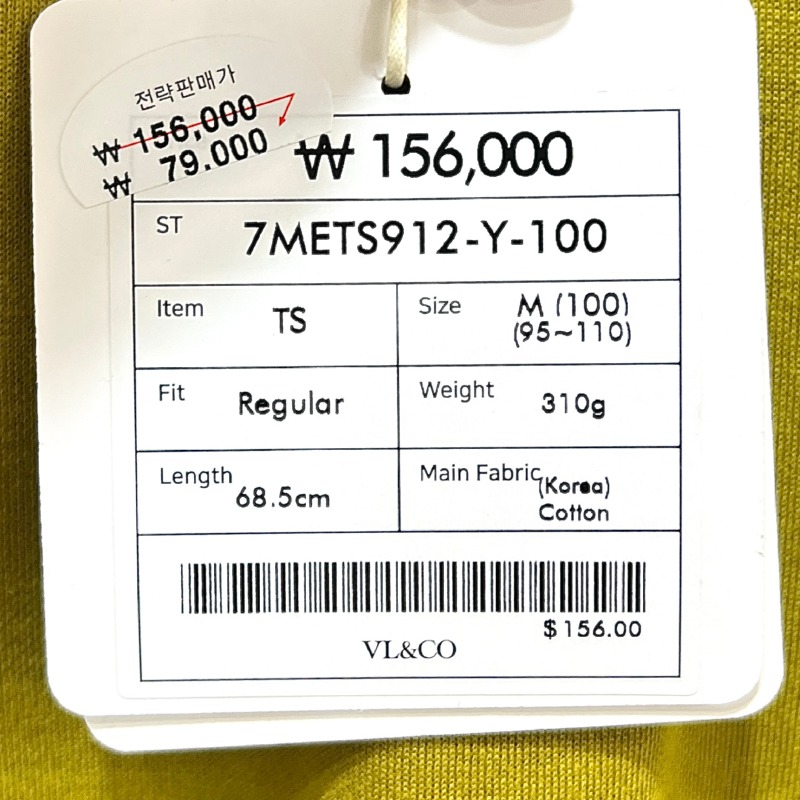 전략판매가
₩ 156,000
₩ 79.000
₩ 156,000
ST
7METS912-Y-100
Item
TS
Size
M (100)
(95~110)
Fit
Regular
Weight
310g
Length
68.5cm
Main Fabric
(Korea)
Cotton
$156.00
VL&CO